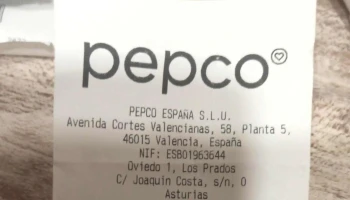 pepco
PEPCO ESPAÑA S.L.U.
Avenida Cortes Valencianas, 58, Planta 5,
46015 Valencia, España
NIF: ESB01963644
Oviedo 1, Los Prados
C/ Joaquin Costa, s/n, 0
Asturias